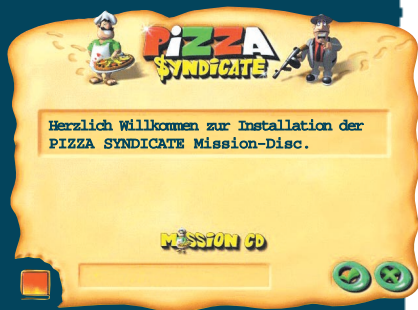 PIZZA
SYNDICATE
Herzlich Willkommen zur Installation der
PIZZA SYNDICATE Mission-Disc.
MISSION CD